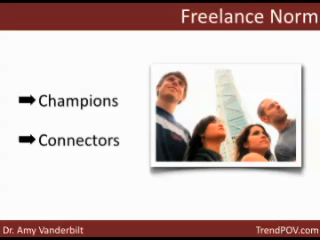 Freelance Norm
Champions
Connectors
Dr. Amy Vanderbilt
TrendPOV.com